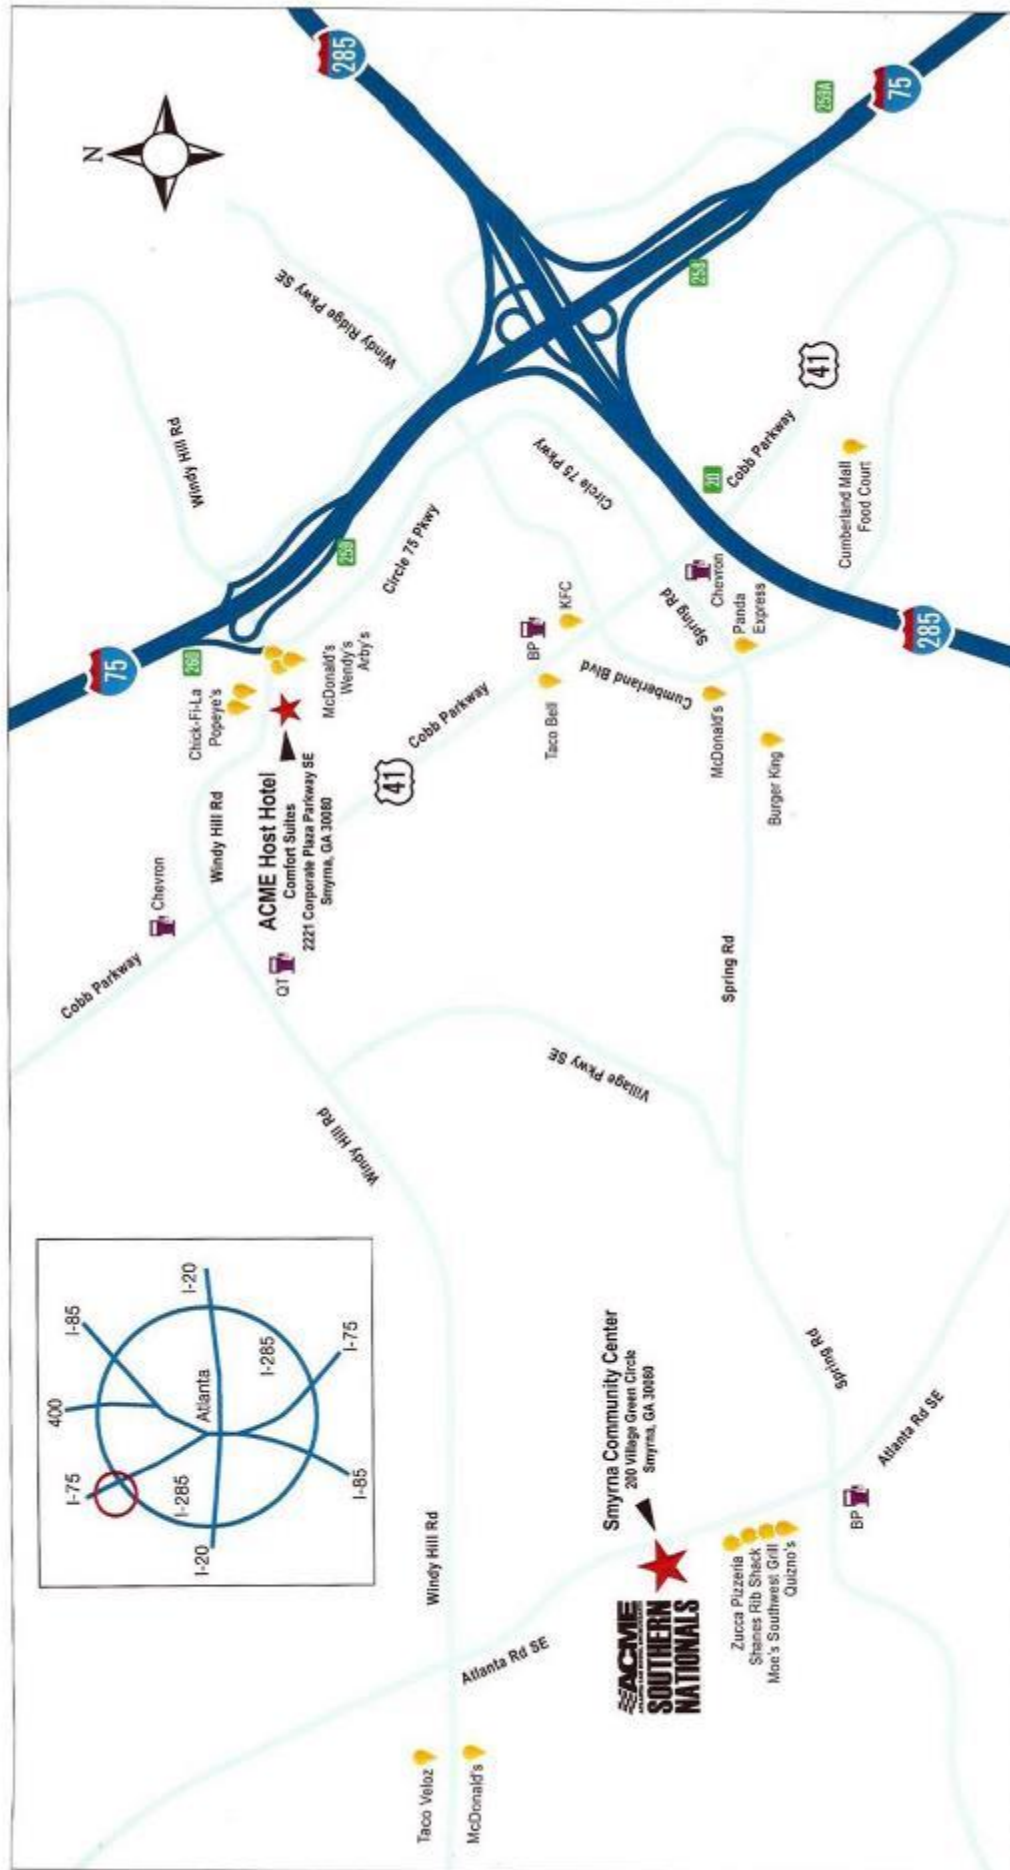 I-75
400
I-85
I-20
Atlanta
I-285
I-285
I-20
I-85
I-75
N
75
285
75
285
41
41
260
259
258
259A
20
Cobb Parkway
Chevron
Windy Hill Rd
Windy Ridge Pkwy SE
Chick-Fi-La
Popeye's
Windy Hill Rd
QT
ACME Host Hotel
Comfort Suites
2221 Corporate Plaza Parkway SE
Smyrna, GA 30080
McDonald's
Wendy's
Arby's
Circle 75 Pkwy
Circle 75 Pkwy
Windy Hill Rd
Windy Hill Rd
Cobb Parkway
Taco Veloz
McDonald's
Atlanta Rd SE
Village Pkwy SE
Taco Bell
BP
KFC
Cumberland Blvd
Spring Rd
ACME
SOUTHERN
NATIONALS
Smyrna Community Center
200 Village Green Circle
Smyrna, GA 30080
McDonald's
Chevron
Panda
Express
Cobb Parkway
Spring Rd
Burger King
Zucca Pizzeria
Shanes Rib Shack
Moe's Southwest Grill
Quizno's
Spring Rd
Cumberland Mall
Food Court
BP
Atlanta Rd SE